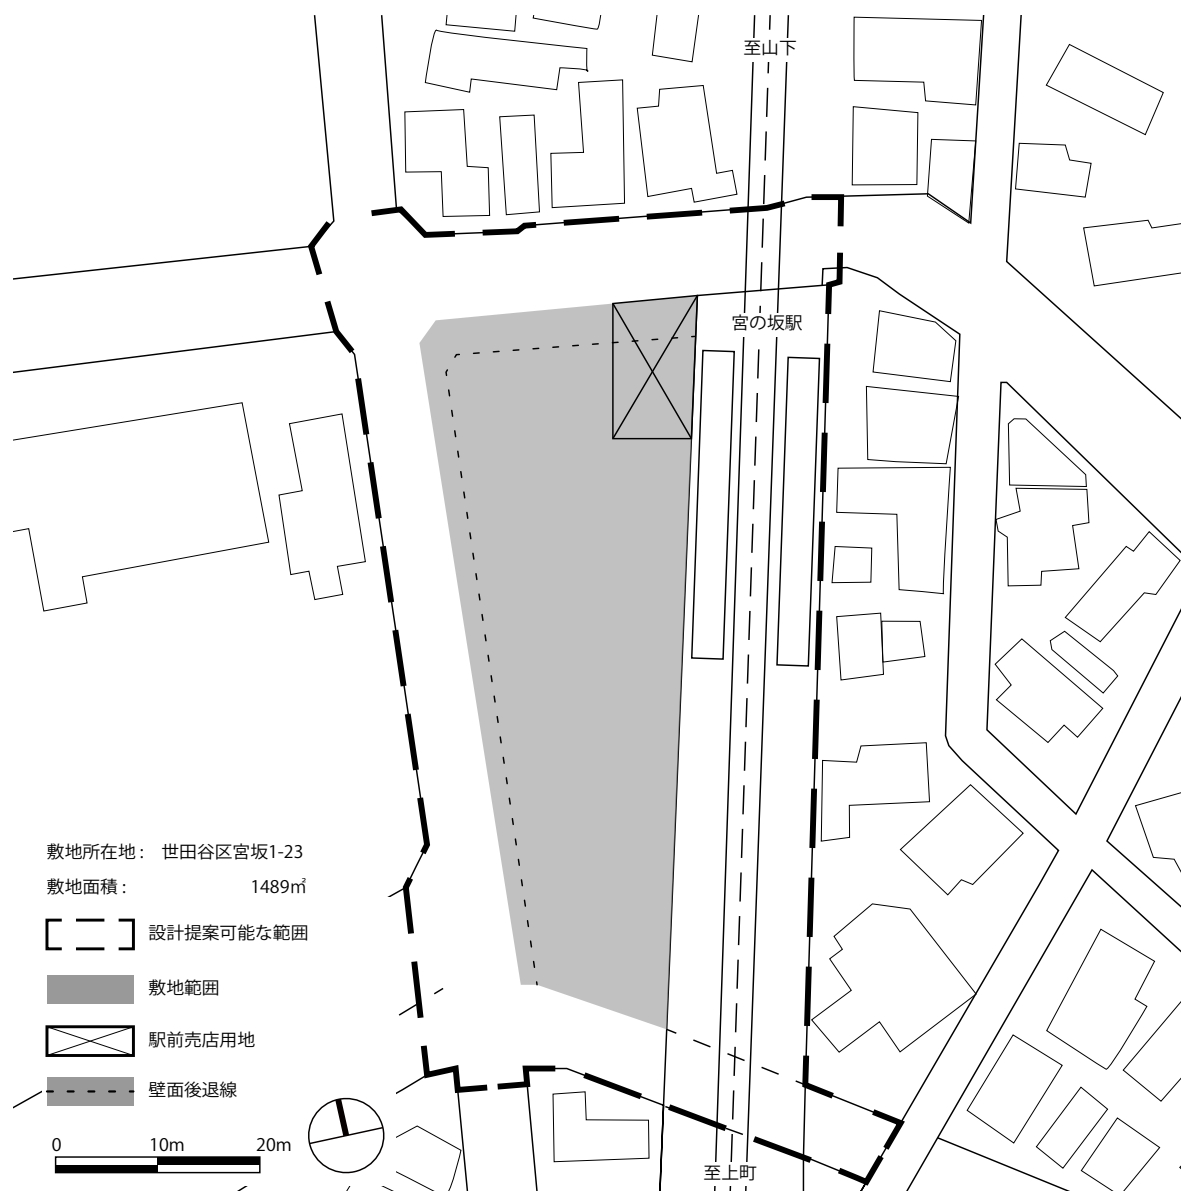 至山下
宮の坂駅
敷地所在地： 世田谷区宮坂1-23
敷地面積： 1489㎡
設計提案可能な範囲
敷地範囲
駅前売店用地
壁面後退線
0 10m 20m
至上町